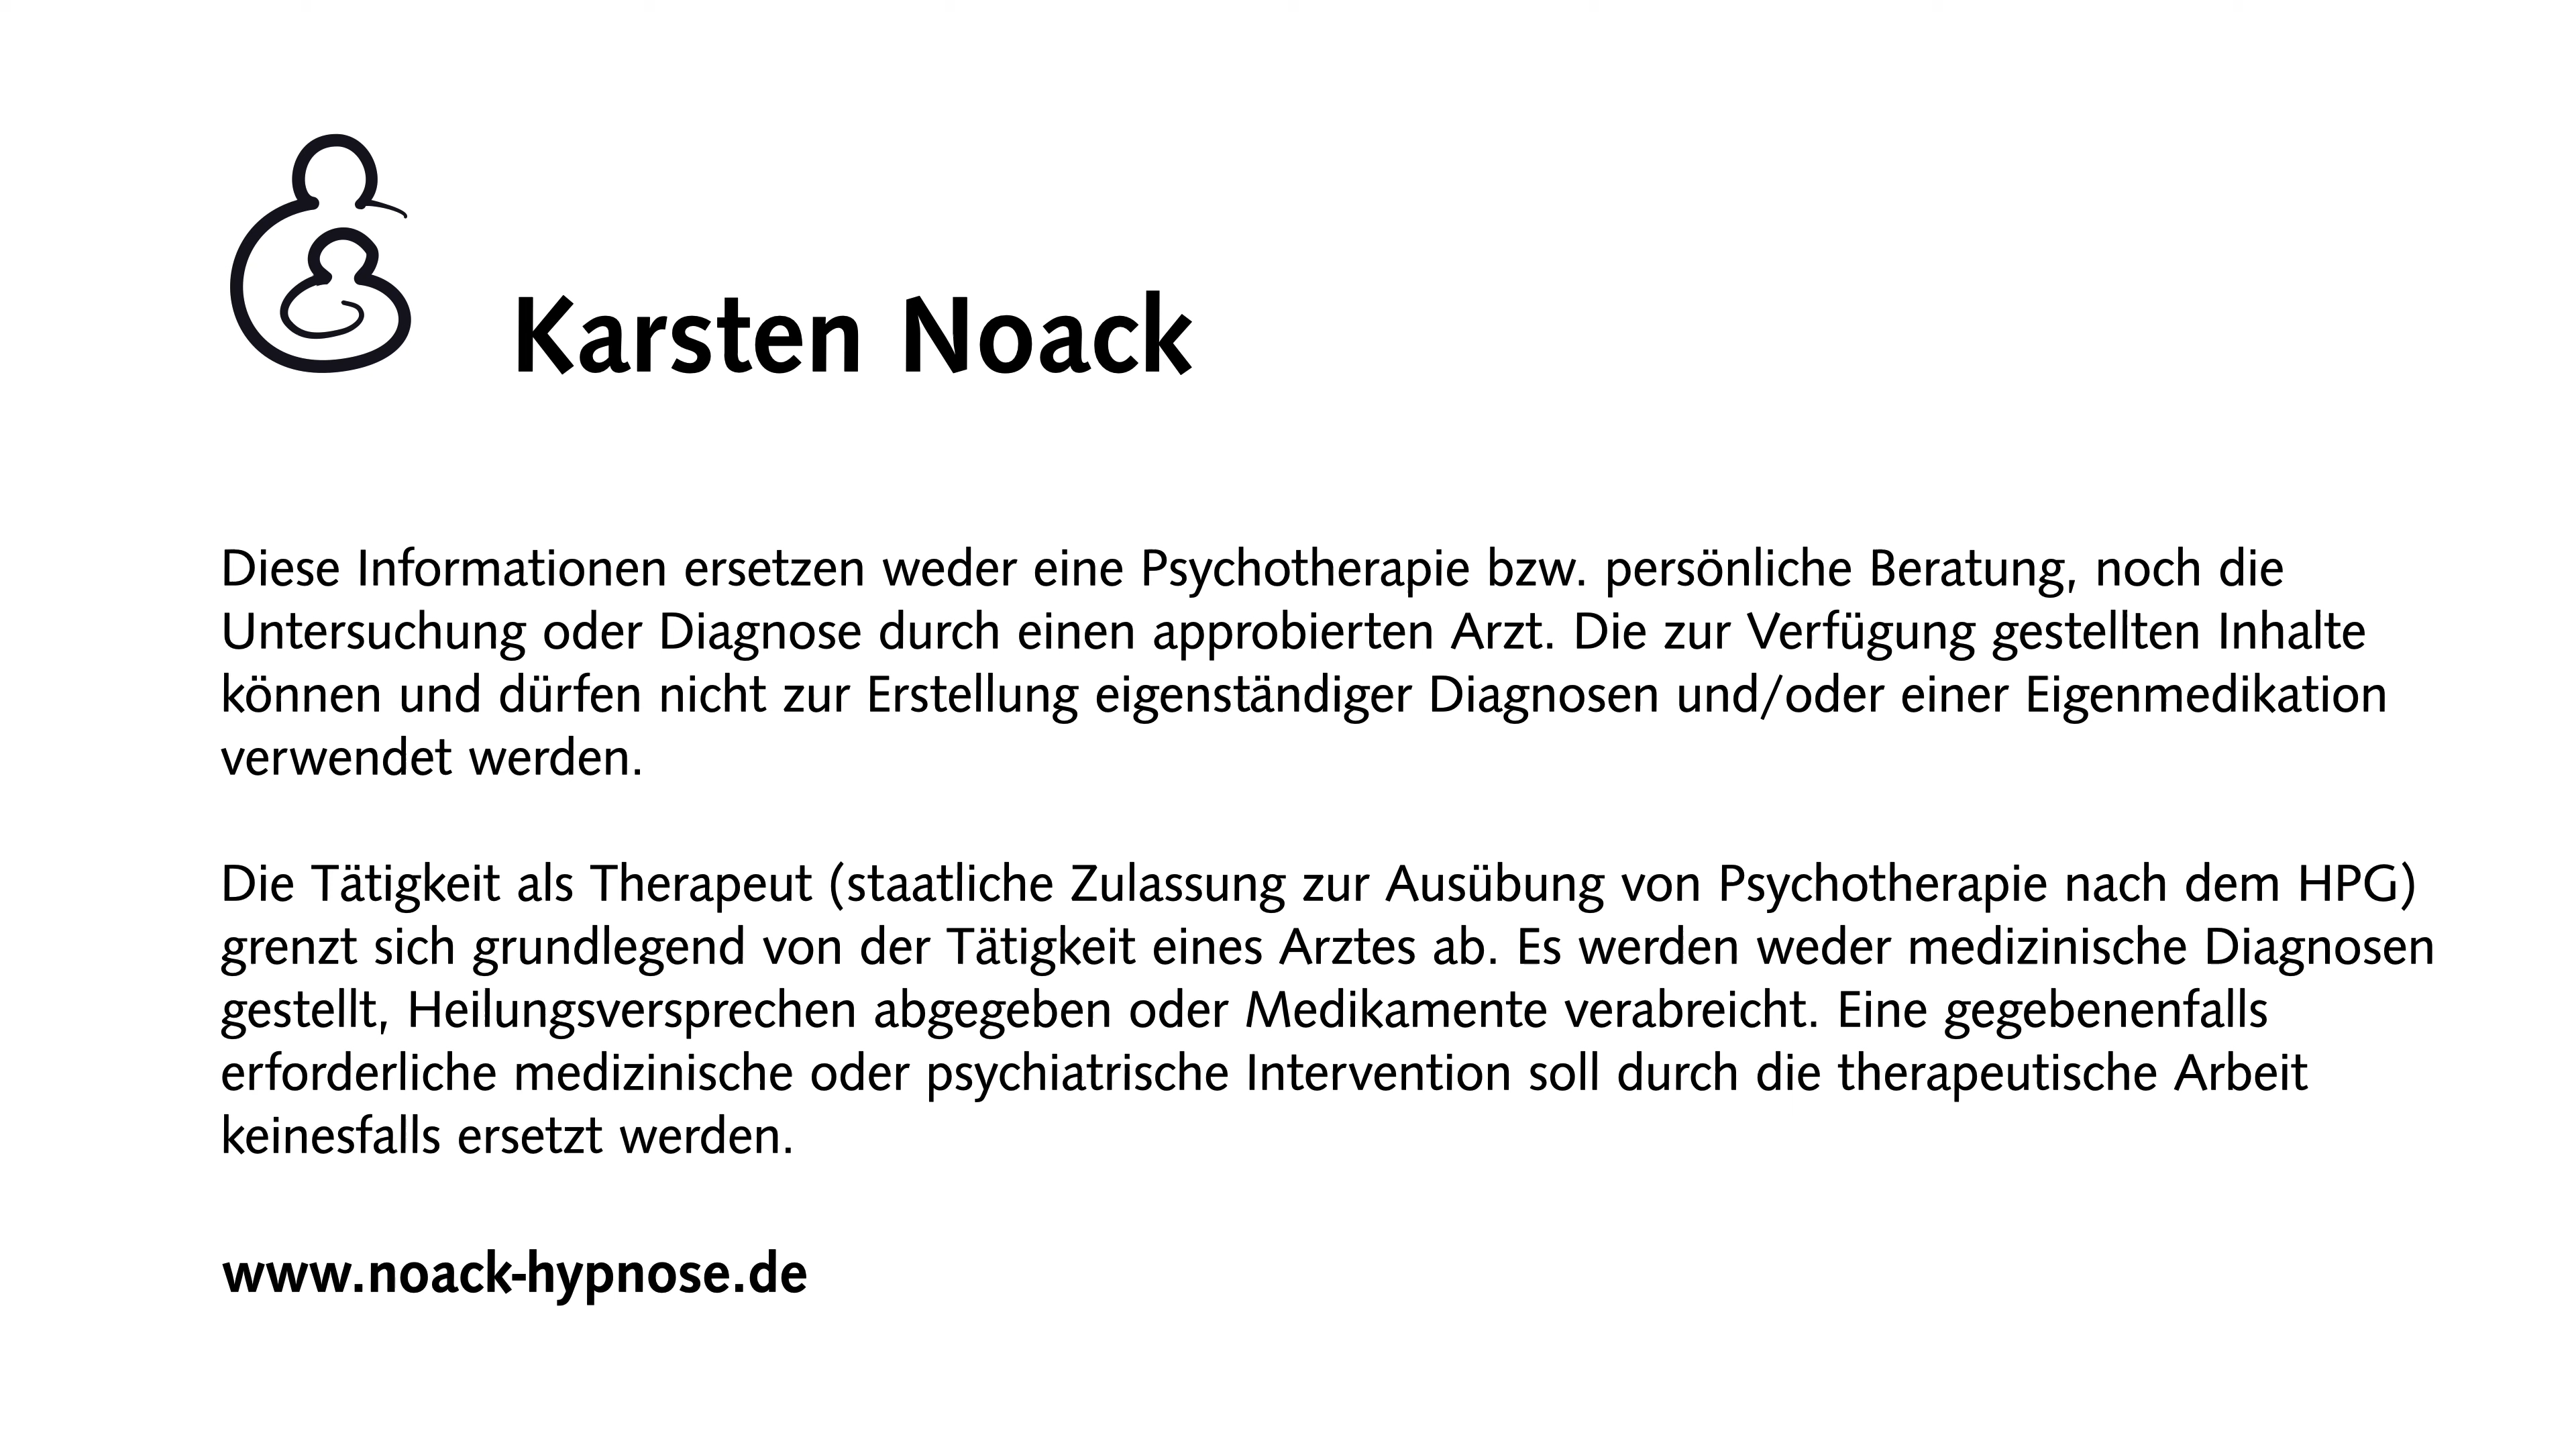 Karsten Noack
Diese Informationen ersetzen weder eine Psychotherapie bzw. persönliche Beratung, noch die
Untersuchung oder Diagnose durch einen approbierten Arzt. Die zur Verfügung gestellten Inhalte
können und dürfen nicht zur Erstellung eigenständiger Diagnosen und/oder einer Eigenmedikation
verwendet werden.
Die Tätigkeit als Therapeut (staatliche Zulassung zur Ausübung von Psychotherapie nach dem HPG)
grenzt sich grundlegend von der Tätigkeit eines Arztes ab. Es werden weder medizinische Diagnosen
gestellt, Heilungsversprechen abgegeben oder Medikamente verabreicht. Eine gegebenenfalls
erforderliche medizinische oder psychiatrische Intervention soll durch die therapeutische Arbeit
keinesfalls ersetzt werden.
www.noack-hypnose.de